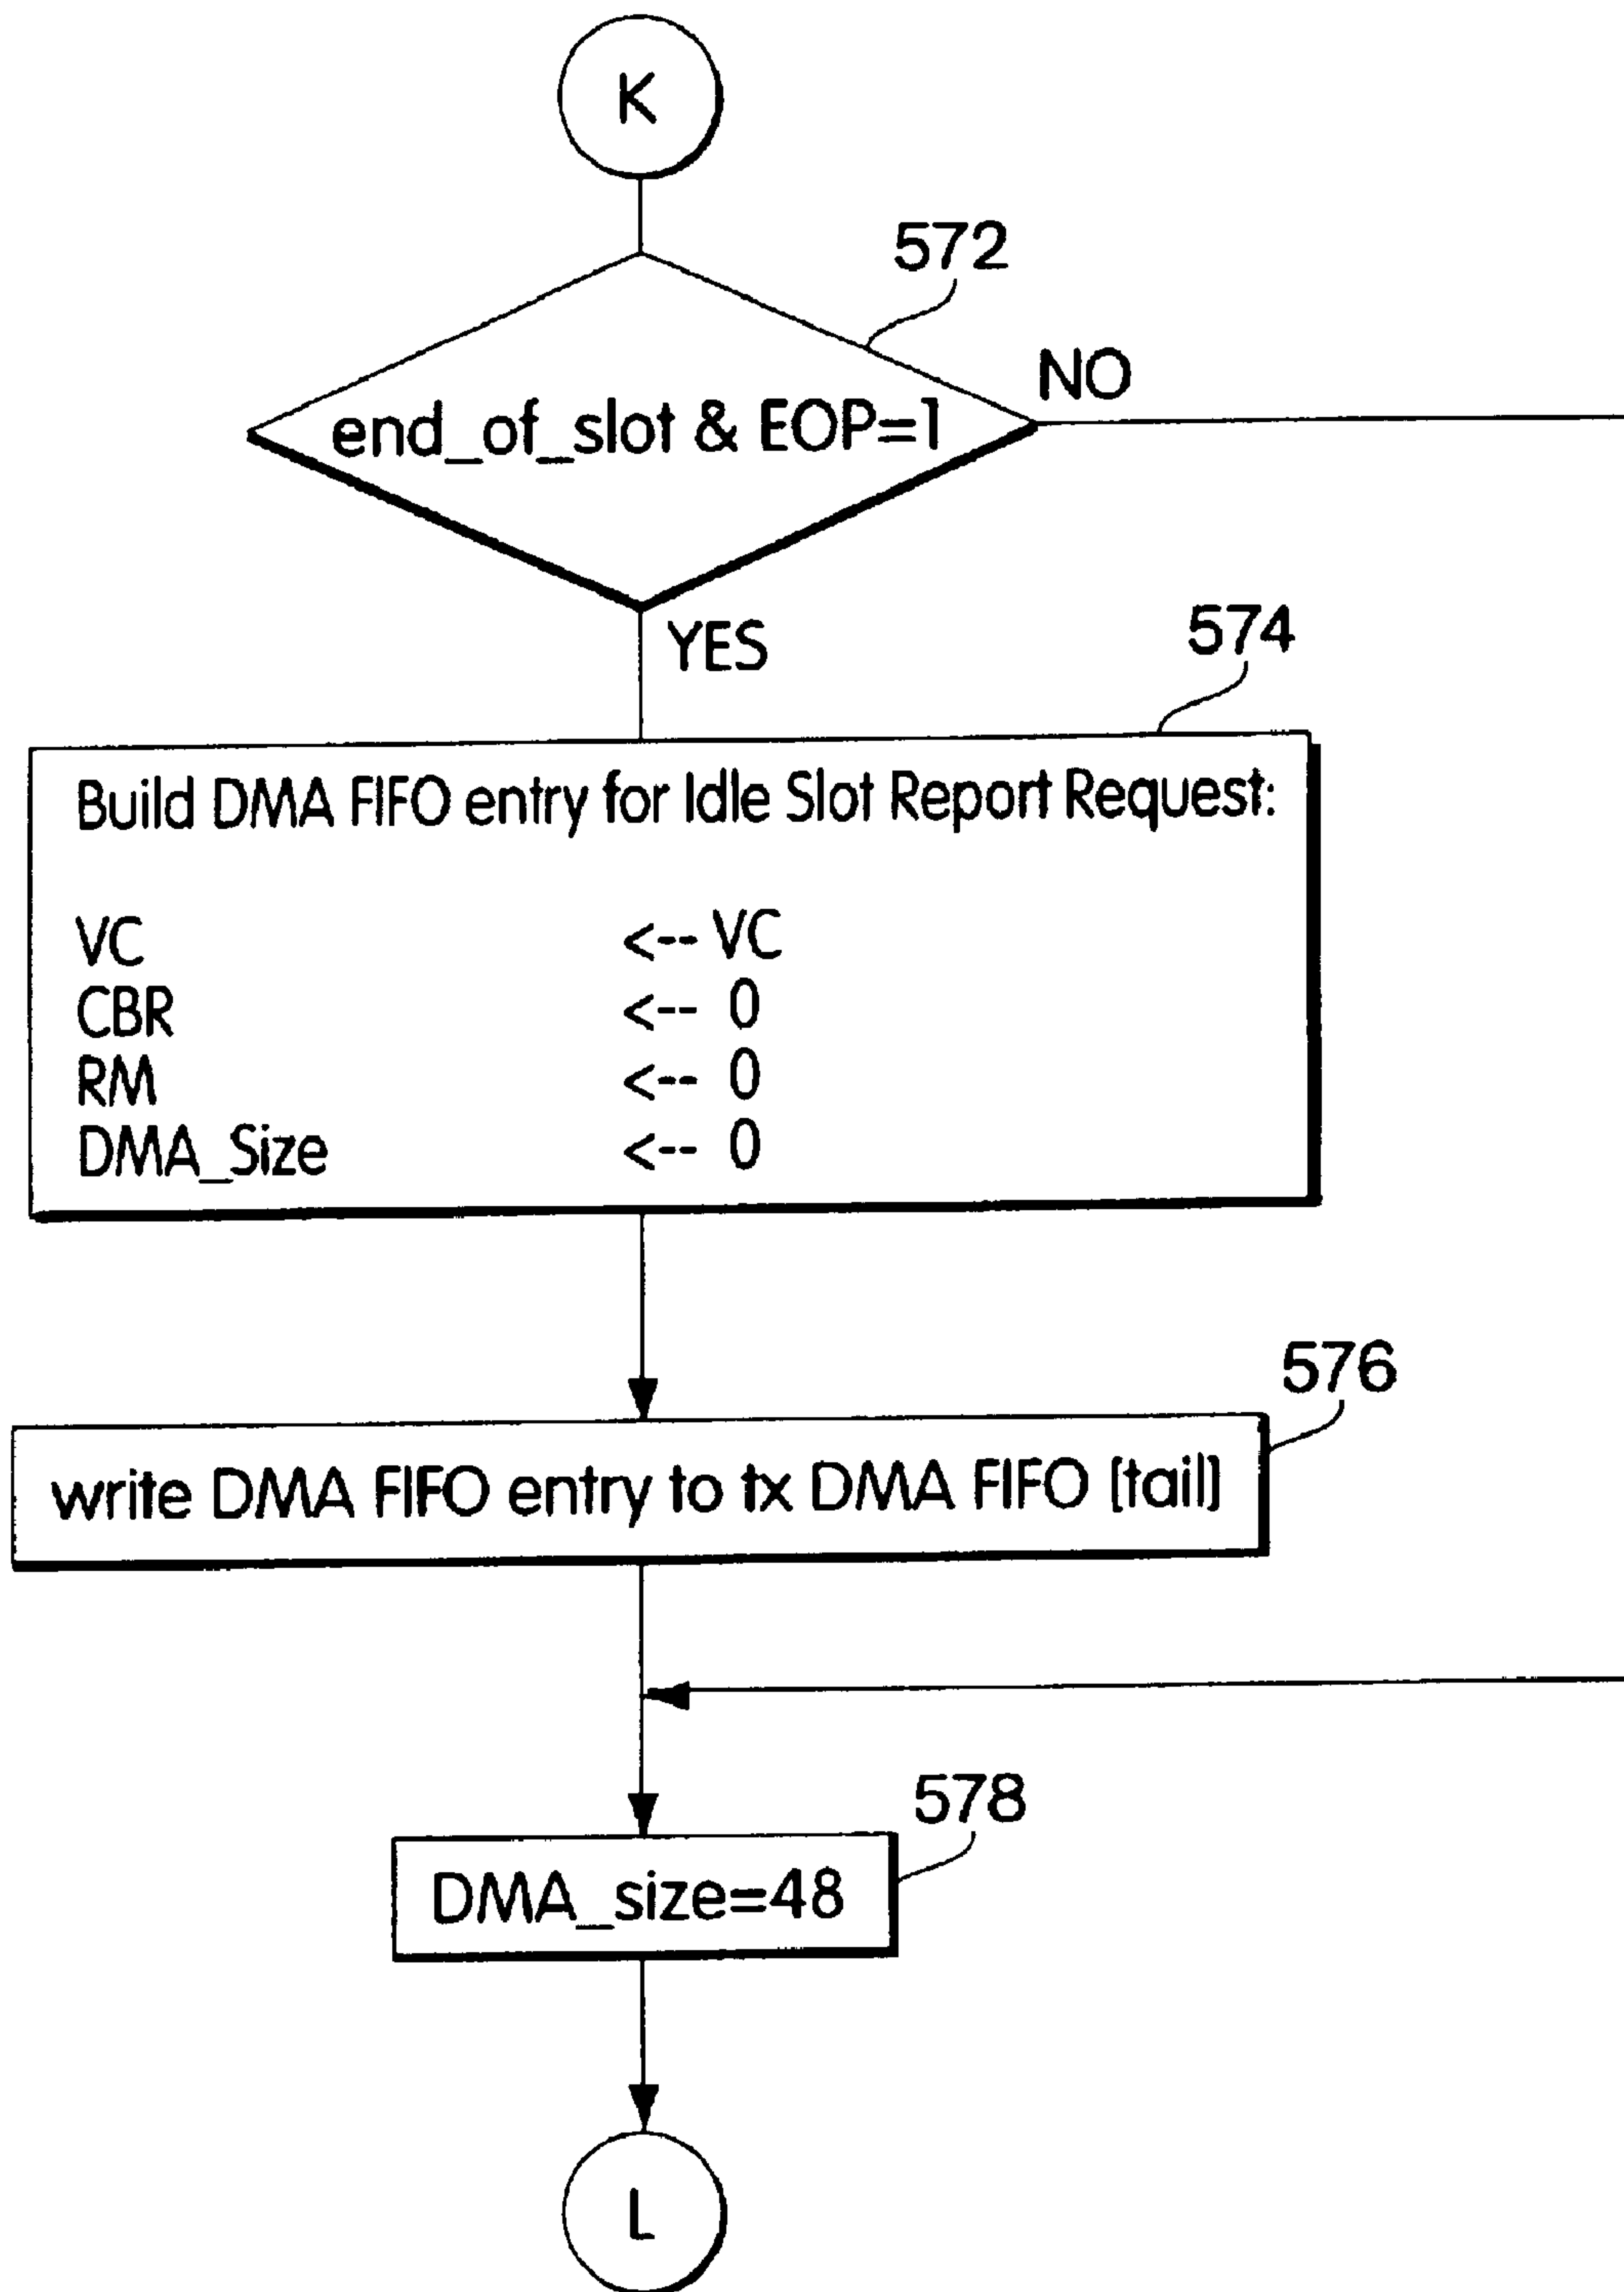 K
572
end_of_slot & EOP=1
NO
YES
574
Build DMA FIFO entry for Idle Slot Report Request:
VC <-- VC
CBR <-- 0
RM <-- 0
DMA_Size <-- 0
576
write DMA FIFO entry to tx DMA FIFO [tail]
578
DMA_size=48
L